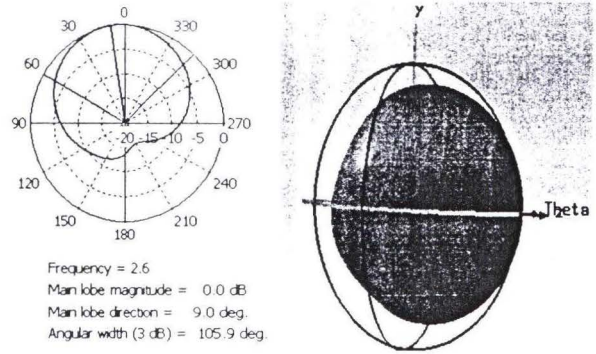 0
30
330
60
300
90
270
-20 -15 -10 -5 0
120
240
150
210
180
Frequency = 2.6
Main lobe magnitude = 0.0 dB
Main lobe direction = 9.0 deg.
Angular width (3 dB) = 105.9 deg.
y
Theta